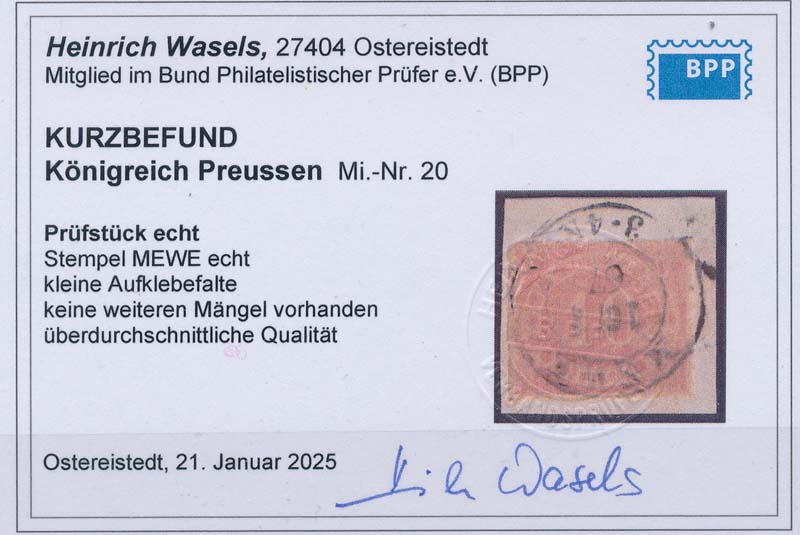 Heinrich Wasels, 27404 Ostereistedt
Mitglied im Bund Philatelistischer Prüfer e.V. (BPP)
BPP
KURZBEFUND
Königreich Preussen Mi.-Nr. 20
Prüfstück echt
Stempel MEWE echt
kleine Aufklebefalte
keine weiteren Mängel vorhanden
überdurchschnittliche Qualität
Ostereistedt, 21. Januar 2025
Wasels